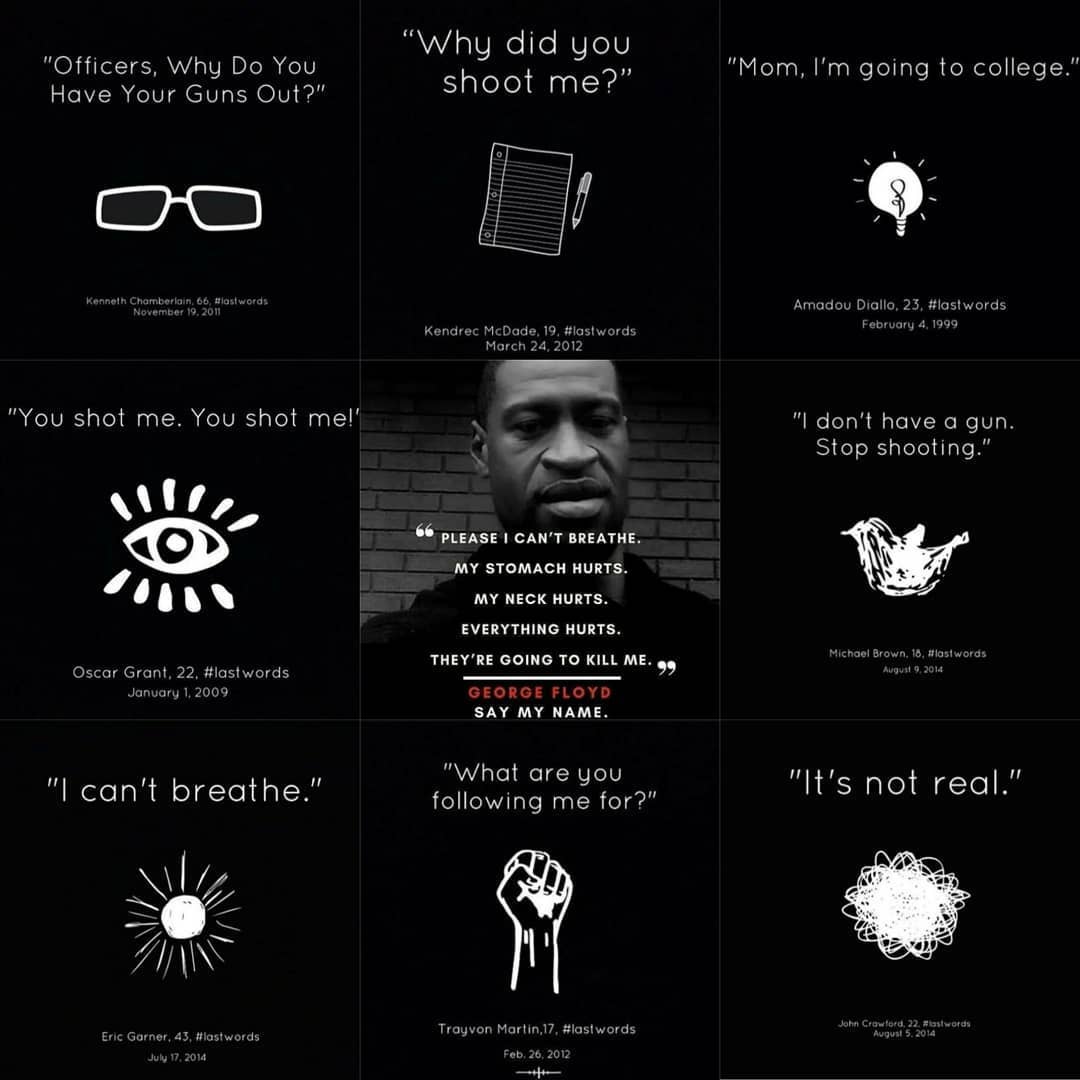 "Officers, Why Do You
Have Your Guns Out?"
Kenneth Chamberlain, 66, #lastwords
November 19, 2011
“Why did you
shoot me?”
Kendrec McDade, 19, #lastwords
March 24, 2012
"Mom, I'm going to college."
Amadou Diallo, 23, #lastwords
February 4, 1999
"You shot me. You shot me!"
Oscar Grant, 22, #lastwords
January 1, 2009
“PLEASE I CAN’T BREATHE.
MY STOMACH HURTS.
MY NECK HURTS.
EVERYTHING HURTS.
THEY’RE GOING TO KILL ME.”
GEORGE FLOYD
SAY MY NAME.
"I don't have a gun.
Stop shooting."
Michael Brown, 18, #lastwords
August 9, 2014
"I can't breathe."
Eric Garner, 43, #lastwords
July 17, 2014
"What are you
following me for?"
Trayvon Martin,17, #lastwords
Feb. 26, 2012
"It's not real."
John Crawford, 22, #lastwords
August 5, 2014